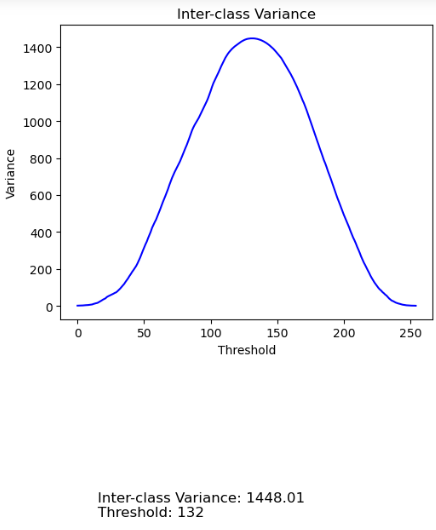 Inter-class Variance
1400
1200
1000
800
600
400
200
0
Variance
0 50 100 150 200 250
Threshold
Inter-class Variance: 1448.01
Threshold: 132